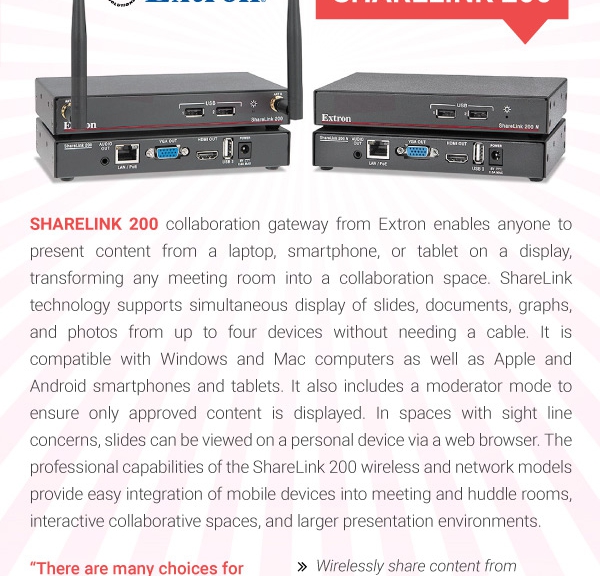 Extron®
SHARELINK 200
USB
ShareLink 200
Extron
USB
ShareLink 200 N
ShareLink 200
AUDIO OUT
LAN / PoE
VGA OUT
HDMI OUT
USB 3
POWER
ShareLink 200 N
AUDIO OUT
LAN / PoE
VGA OUT
HDMI OUT
USB 3
POWER
SHARELINK 200 collaboration gateway from Extron enables anyone to
present content from a laptop, smartphone, or tablet on a display,
transforming any meeting room into a collaboration space. ShareLink
technology supports simultaneous display of slides, documents, graphs,
and photos from up to four devices without needing a cable. It is
compatible with Windows and Mac computers as well as Apple and
Android smartphones and tablets. It also includes a moderator mode to
ensure only approved content is displayed. In spaces with sight line
concerns, slides can be viewed on a personal device via a web browser. The
professional capabilities of the ShareLink 200 wireless and network models
provide easy integration of mobile devices into meeting and huddle rooms,
interactive collaborative spaces, and larger presentation environments.
“There are many choices for
» Wirelessly share content from